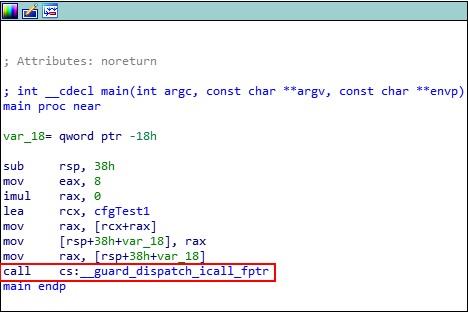 ; Attributes: noreturn
; int __cdecl main(int argc, const char **argv, const char **envp)
main proc near
var_18= qword ptr -18h
sub rsp, 38h
mov eax, 8
imul rax, 0
lea rcx, cfgTest1
mov rax, [rcx+rax]
mov [rsp+38h+var_18], rax
mov rax, [rsp+38h+var_18]
call cs:__guard_dispatch_icall_fptr
main endp